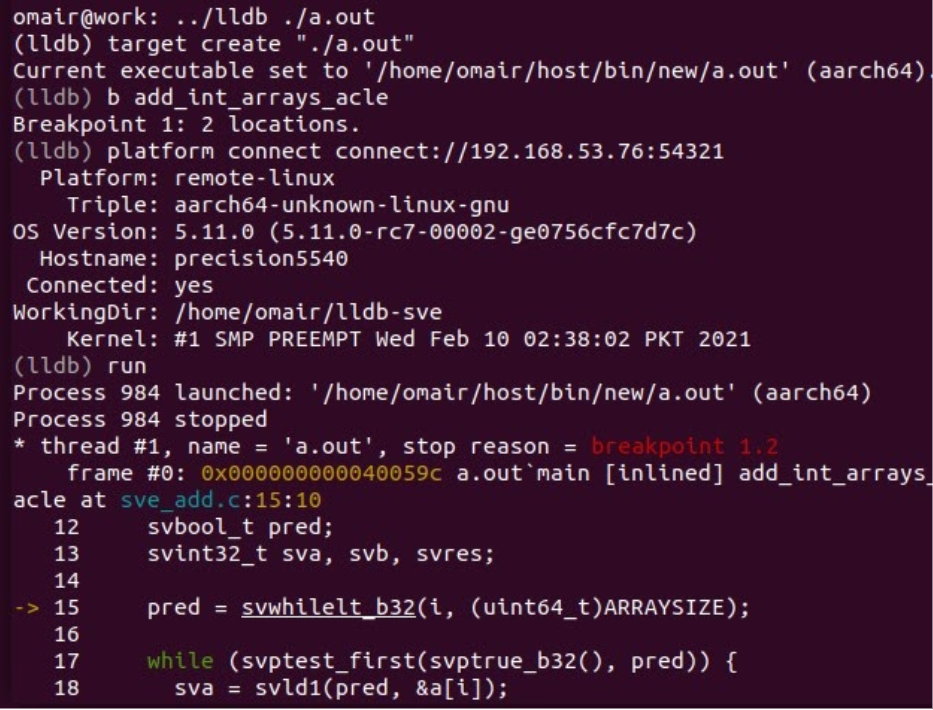 omair@work: ../lldb ./a.out
(lldb) target create "./a.out"
Current executable set to '/home/omair/host/bin/new/a.out' (aarch64).
(lldb) b add_int_arrays_acle
Breakpoint 1: 2 locations.
(lldb) platform connect connect://192.168.53.76:54321
  Platform: remote-linux
    Triple: aarch64-unknown-linux-gnu
OS Version: 5.11.0 (5.11.0-rc7-00002-ge0756cfc7d7c)
  Hostname: precision5540
 Connected: yes
WorkingDir: /home/omair/lldb-sve
    Kernel: #1 SMP PREEMPT Wed Feb 10 02:38:02 PKT 2021
(lldb) run
Process 984 launched: '/home/omair/host/bin/new/a.out' (aarch64)
Process 984 stopped
* thread #1, name = 'a.out', stop reason = breakpoint 1.2
    frame #0: 0x000000000040059c a.out`main [inlined] add_int_arrays_
acle at sve_add.c:15:10
   12     svbool_t pred;
   13     svint32_t sva, svb, svres;
   14
-> 15     pred = svwhilelt_b32(i, (uint64_t)ARRAYSIZE);
   16
   17     while (svptest_first(svptrue_b32(), pred)) {
   18       sva = svld1(pred, &a[i]);